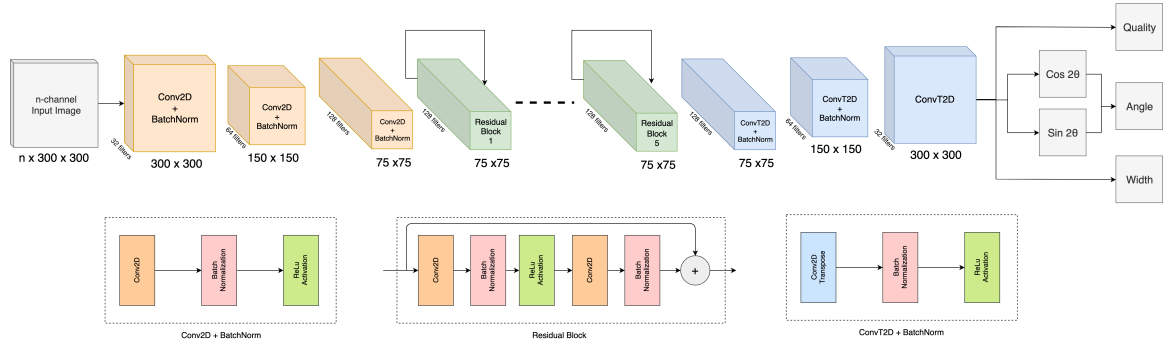 n-channel
Input Image
n x 300 x 300
32 filters
Conv2D
+
BatchNorm
300 x 300
64 filters
Conv2D
+
BatchNorm
150 x 150
128 filters
Conv2D
+
BatchNorm
75 x75
128 filters
Residual
Block
1
75 x75
128 filters
Residual
Block
5
75 x75
128 filters
ConvT2D
+
BatchNorm
75 x75
64 filters
ConvT2D
+
BatchNorm
150 x 150
32 filters
ConvT2D
300 x 300
Quality
Cos 2θ
Sin 2θ
Angle
Width
Conv2D
Batch
Normlization
ReLu
Activation
Conv2D + BatchNorm
Conv2D
Batch
Normlization
ReLu
Activation
Conv2D
Batch
Normlization
+
Residual Block
Conv2D
Transpose
Batch
Normlization
ReLu
Activation
ConvT2D + BatchNorm